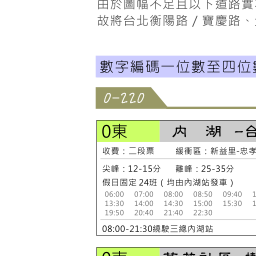 由於圖幅不足且以下道路實
故將台北衡陽路／寶慶路、
數字編碼一位數至四位數
0-220
0東 內 湖 -台
收費：二段票 緩衝區：新益里-忠孝
尖峰：12-15分 離峰：25-35分
假日固定24班（均由內湖站發車）
06:00 07:00 08:00 08:50 09:40 1
13:30 14:00 14:30 15:00 15:30 1
19:50 20:40 21:40 22:30
08:00-21:30繞駛三總內湖站
0東